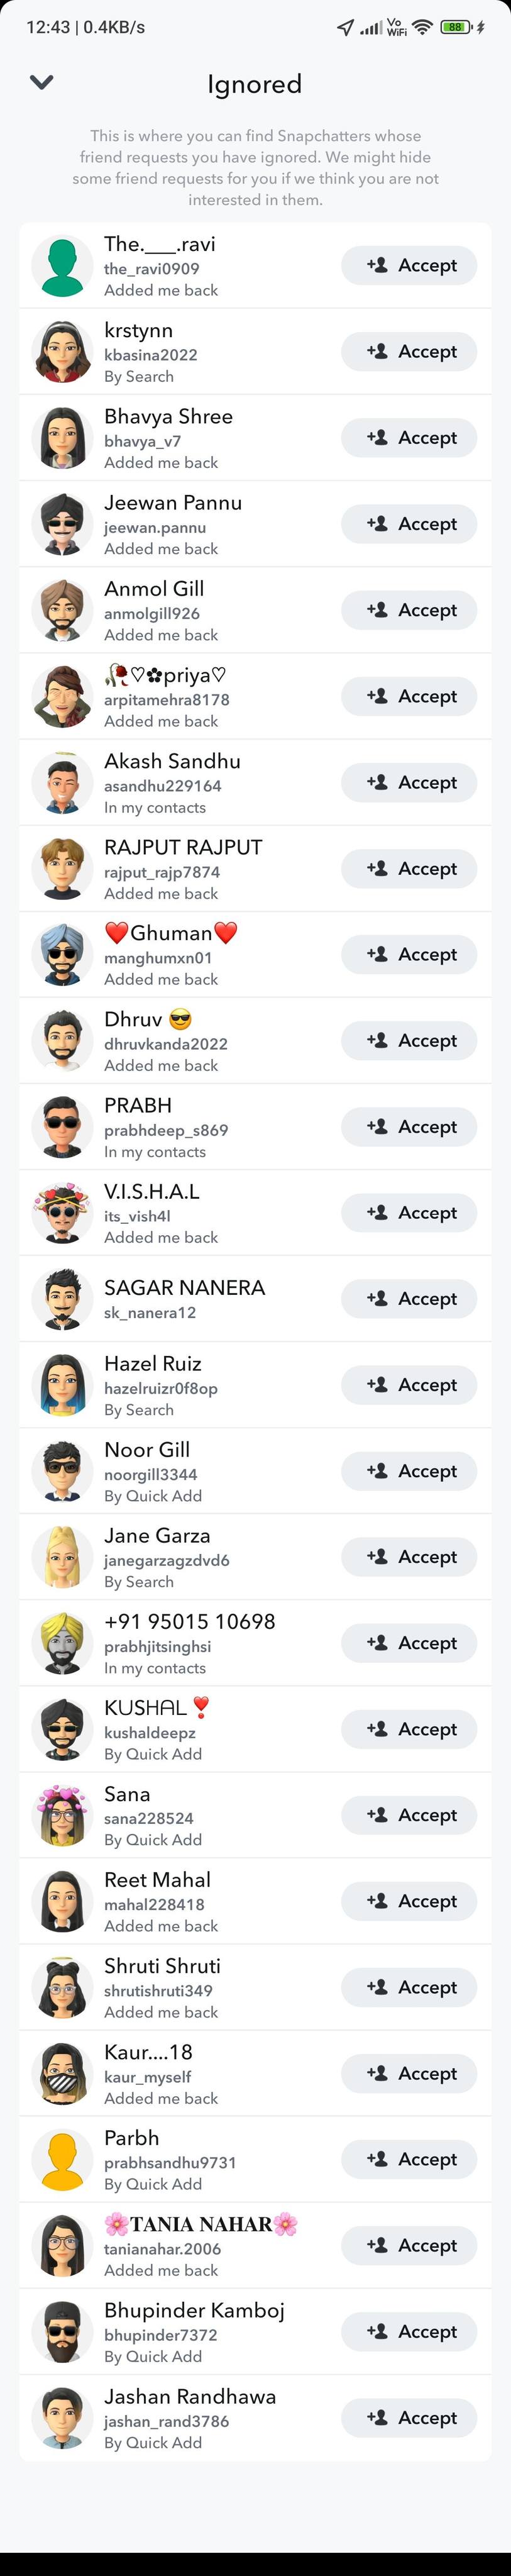 12:43 | 0.4KB/s
Vo
WiFi
88
Ignored
This is where you can find Snapchatters whose
friend requests you have ignored. We might hide
some friend requests for you if we think you are not
interested in them.
The.___.ravi
the_ravi0909
Added me back
Accept
krstynn
kbasina2022
By Search
Accept
Bhavya Shree
bhavya_v7
Added me back
Accept
Jeewan Pannu
jeewan.pannu
Added me back
Accept
Anmol Gill
anmolgill926
Added me back
Accept
🥀♡✿priya♡
arpitamehra8178
Added me back
Accept
Akash Sandhu
asandhu229164
In my contacts
Accept
RAJPUT RAJPUT
rajput_rajp7874
Added me back
Accept
❤️Ghuman❤️
manghumxn01
Added me back
Accept
Dhruv 😎
dhruvkanda2022
Added me back
Accept
PRABH
prabhdeep_s869
In my contacts
Accept
V.I.S.H.A.L
its_vish4l
Added me back
Accept
SAGAR NANERA
sk_nanera12
Accept
Hazel Ruiz
hazelruizr0f8op
By Search
Accept
Noor Gill
noorgill3344
By Quick Add
Accept
Jane Garza
janegarzagzdvd6
By Search
Accept
+91 95015 10698
prabhjitsinghsi
In my contacts
Accept
KUSHᗩL ❣️
kushaldeepz
By Quick Add
Accept
Sana
sana228524
By Quick Add
Accept
Reet Mahal
mahal228418
Added me back
Accept
Shruti Shruti
shrutishruti349
Added me back
Accept
Kaur....18
kaur_myself
Added me back
Accept
Parbh
prabhsandhu9731
By Quick Add
Accept
🌸𝐓𝐀𝐍𝐈𝐀 𝐍𝐀𝐇𝐀𝐑🌸
tanianahar.2006
Added me back
Accept
Bhupinder Kamboj
bhupinder7372
By Quick Add
Accept
Jashan Randhawa
jashan_rand3786
By Quick Add
Accept